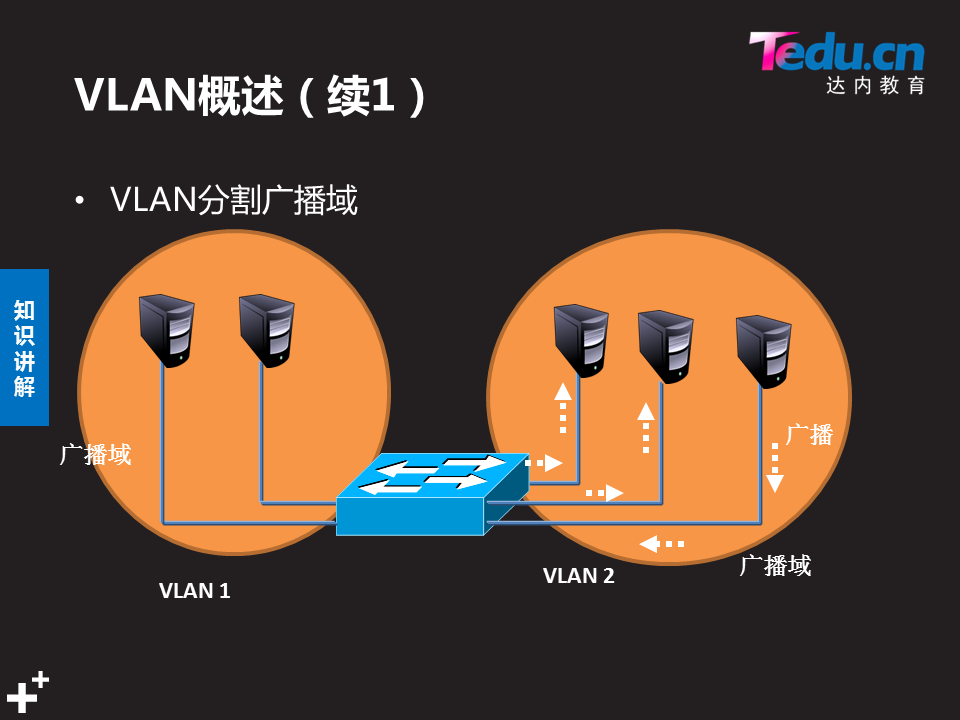 Tedu.cn
达内教育
VLAN概述（续1）
• VLAN分割广播域
知识讲解
广播
广播域
广播域
VLAN 1
VLAN 2